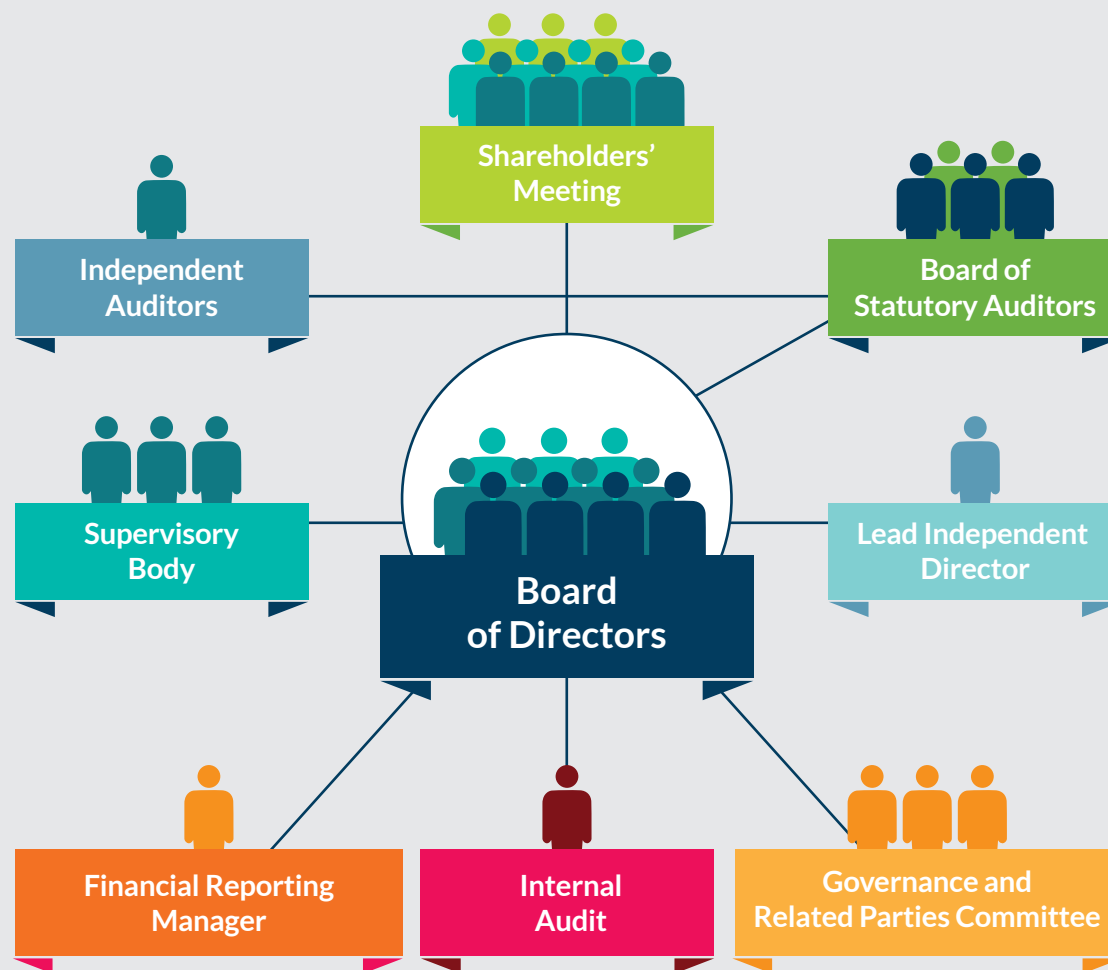 Shareholders’
Meeting
Independent
Auditors
Board of
Statutory Auditors
Supervisory
Body
Lead Independent
Director
Board
of Directors
Financial Reporting
Manager
Internal
Audit
Governance and
Related Parties Committee